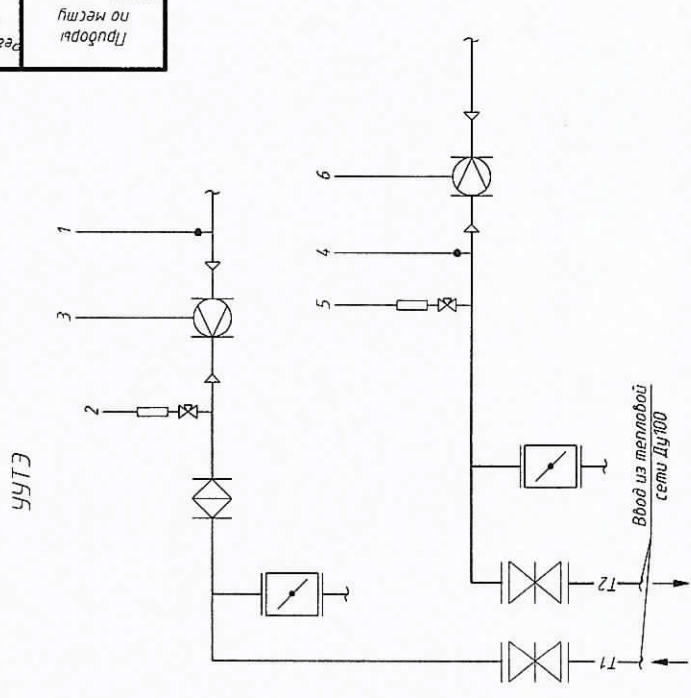 Приборы
по месту
УУТЭ
1
3
2
6
4
5
Т1
Т2
Ввод из тепловой
сети Ду100